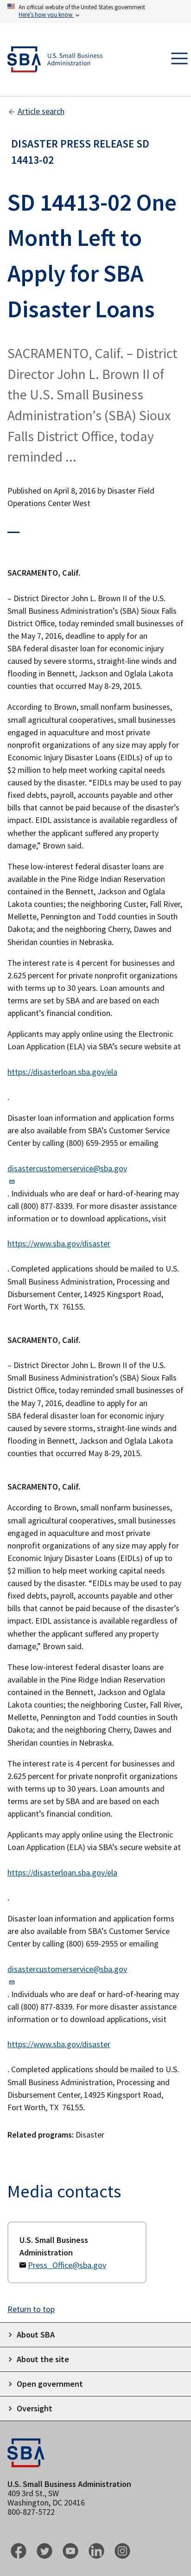 An official website of the United States government
Here's how you know
SBA
U.S. Small Business
Administration
Article search
DISASTER PRESS RELEASE SD
14413-02
SD 14413-02 One
Month Left to
Apply for SBA
Disaster Loans
SACRAMENTO, Calif. – District
Director John L. Brown II of
the U.S. Small Business
Administration's (SBA) Sioux
Falls District Office, today
reminded ...
Published on April 8, 2016 by Disaster Field
Operations Center West
SACRAMENTO, Calif.
– District Director John L. Brown II of the U.S.
Small Business Administration's (SBA) Sioux Falls
District Office, today reminded small businesses of
the May 7, 2016, deadline to apply for an
SBA federal disaster loan for economic injury
caused by severe storms, straight-line winds and
flooding in Bennett, Jackson and Oglala Lakota
counties that occurred May 8-29, 2015.
According to Brown, small nonfarm businesses,
small agricultural cooperatives, small businesses
engaged in aquaculture and most private
nonprofit organizations of any size may apply for
Economic Injury Disaster Loans (EIDLs) of up to
$2 million to help meet working capital needs
caused by the disaster. "EIDLs may be used to pay
fixed debts, payroll, accounts payable and other
bills that cannot be paid because of the disaster's
impact. EIDL assistance is available regardless of
whether the applicant suffered any property
damage," Brown said.
These low-interest federal disaster loans are
available in the Pine Ridge Indian Reservation
contained in the Bennett, Jackson and Oglala
Lakota counties; the neighboring Custer, Fall River,
Mellette, Pennington and Todd counties in South
Dakota; and the neighboring Cherry, Dawes and
Sheridan counties in Nebraska.
The interest rate is 4 percent for businesses and
2.625 percent for private nonprofit organizations
with terms up to 30 years. Loan amounts and
terms are set by SBA and are based on each
applicant's financial condition.
Applicants may apply online using the Electronic
Loan Application (ELA) via SBA's secure website at
https://disasterloan.sba.gov/ela
.
Disaster loan information and application forms
are also available from SBA's Customer Service
Center by calling (800) 659-2955 or emailing
disastercustomerservice@sba.gov
. Individuals who are deaf or hard-of-hearing may
call (800) 877-8339. For more disaster assistance
information or to download applications, visit
https://www.sba.gov/disaster
. Completed applications should be mailed to U.S.
Small Business Administration, Processing and
Disbursement Center, 14925 Kingsport Road,
Fort Worth, TX 76155.
SACRAMENTO, Calif.
– District Director John L. Brown II of the U.S.
Small Business Administration's (SBA) Sioux Falls
District Office, today reminded small businesses of
the May 7, 2016, deadline to apply for an
SBA federal disaster loan for economic injury
caused by severe storms, straight-line winds and
flooding in Bennett, Jackson and Oglala Lakota
counties that occurred May 8-29, 2015.
SACRAMENTO, Calif.
According to Brown, small nonfarm businesses,
small agricultural cooperatives, small businesses
engaged in aquaculture and most private
nonprofit organizations of any size may apply for
Economic Injury Disaster Loans (EIDLs) of up to
$2 million to help meet working capital needs
caused by the disaster. "EIDLs may be used to pay
fixed debts, payroll, accounts payable and other
bills that cannot be paid because of the disaster's
impact. EIDL assistance is available regardless of
whether the applicant suffered any property
damage," Brown said.
These low-interest federal disaster loans are
available in the Pine Ridge Indian Reservation
contained in the Bennett, Jackson and Oglala
Lakota counties; the neighboring Custer, Fall River,
Mellette, Pennington and Todd counties in South
Dakota; and the neighboring Cherry, Dawes and
Sheridan counties in Nebraska.
The interest rate is 4 percent for businesses and
2.625 percent for private nonprofit organizations
with terms up to 30 years. Loan amounts and
terms are set by SBA and are based on each
applicant's financial condition.
Applicants may apply online using the Electronic
Loan Application (ELA) via SBA's secure website at
https://disasterloan.sba.gov/ela
.
Disaster loan information and application forms
are also available from SBA's Customer Service
Center by calling (800) 659-2955 or emailing
disastercustomerservice@sba.gov
. Individuals who are deaf or hard-of-hearing may
call (800) 877-8339. For more disaster assistance
information or to download applications, visit
https://www.sba.gov/disaster
. Completed applications should be mailed to U.S.
Small Business Administration, Processing and
Disbursement Center, 14925 Kingsport Road,
Fort Worth, TX 76155.
Related programs: Disaster
Media contacts
U.S. Small Business
Administration
Press_Office@sba.gov
Return to top
About SBA
About the site
Open government
Oversight
SBA
U.S. Small Business Administration
409 3rd St., SW
Washington, DC 20416
800-827-5722